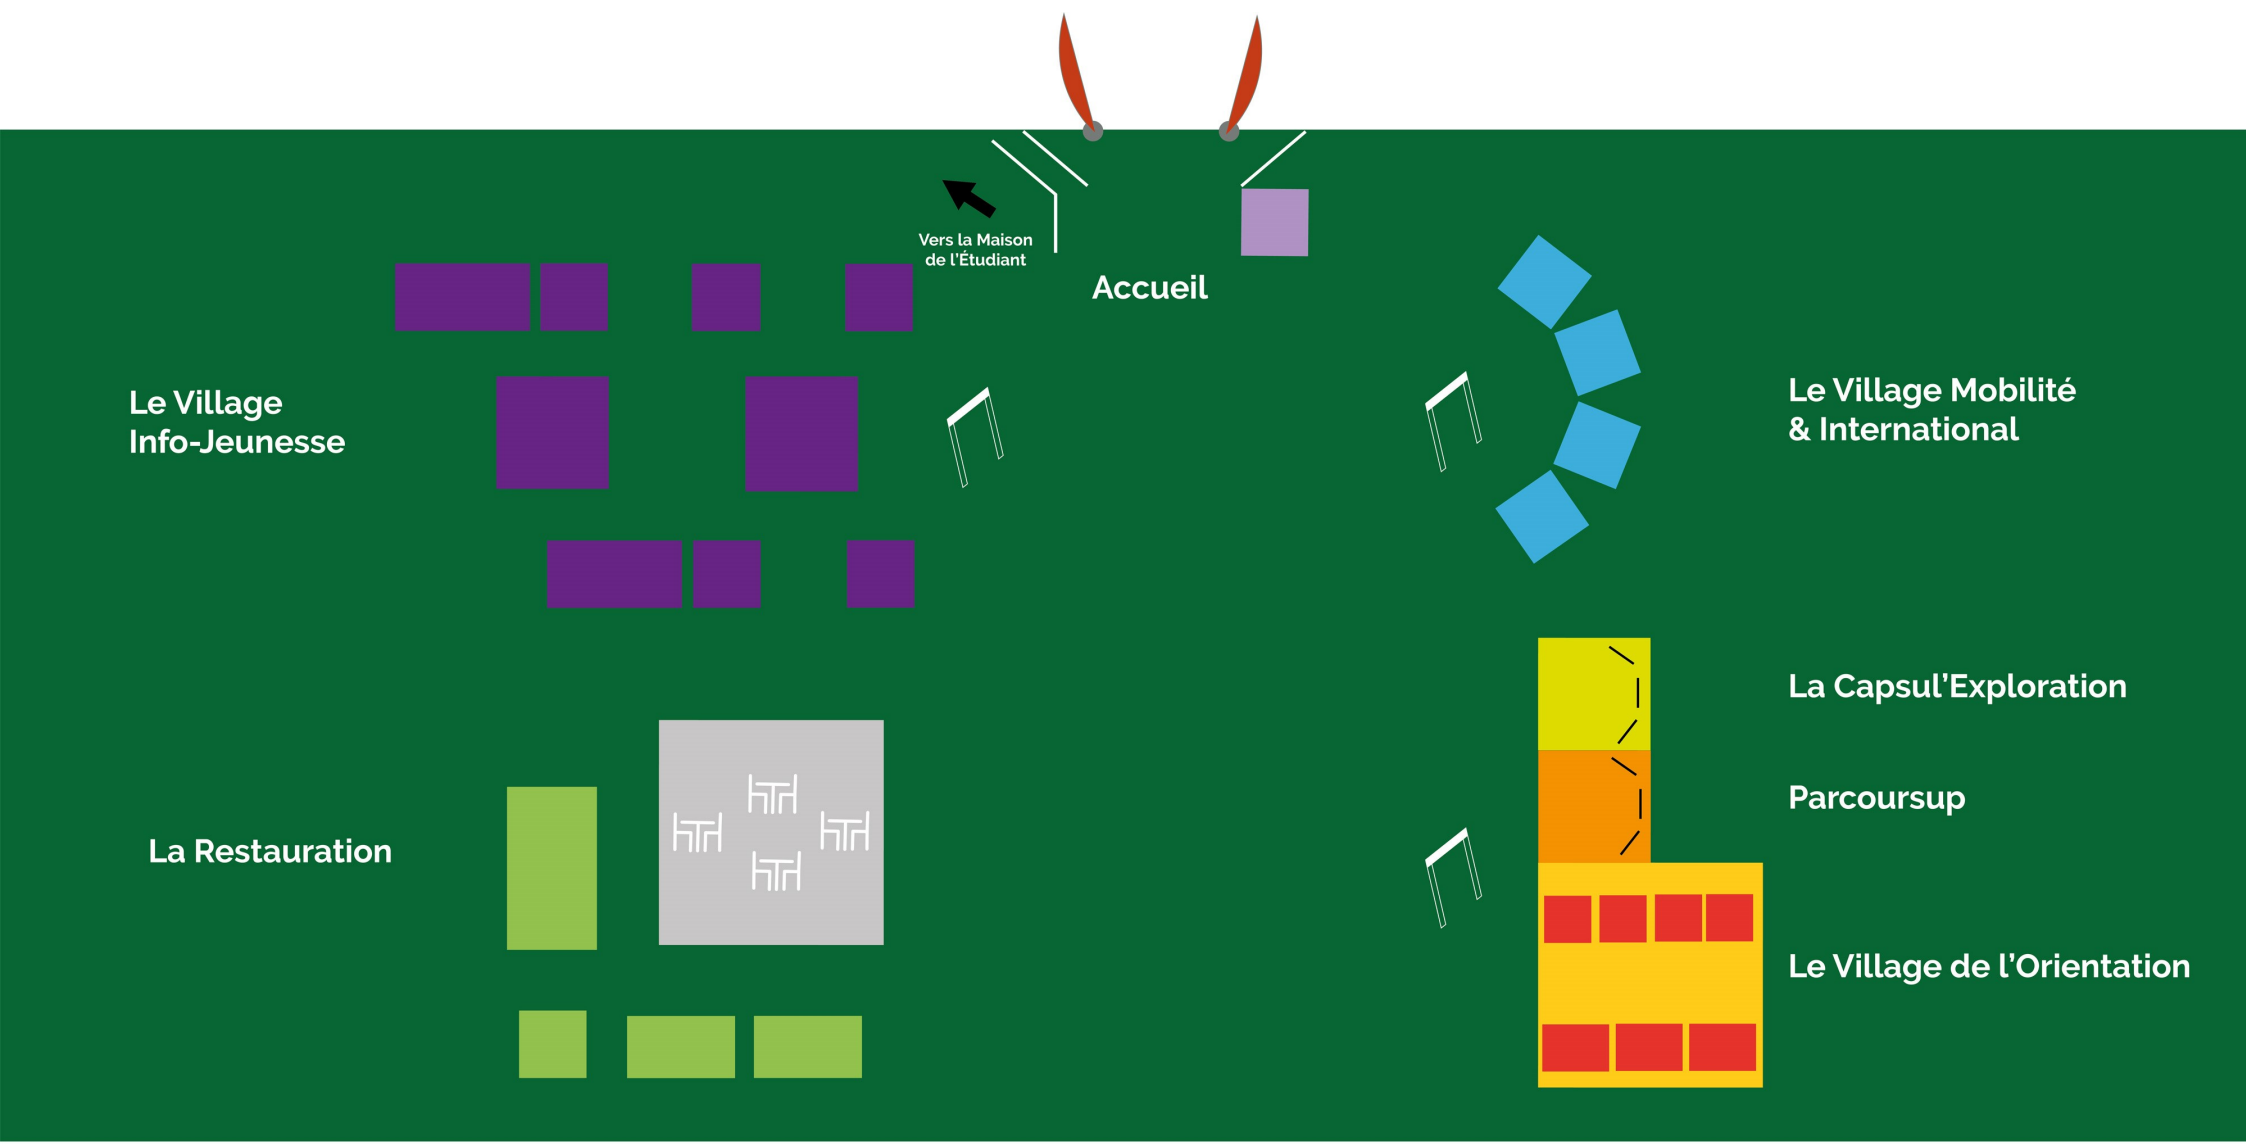 Vers la Maison
de l'Étudiant
Accueil
Le Village
Info-Jeunesse
Le Village Mobilité
& International
La Capsul'Exploration
Parcoursup
La Restauration
Le Village de l'Orientation